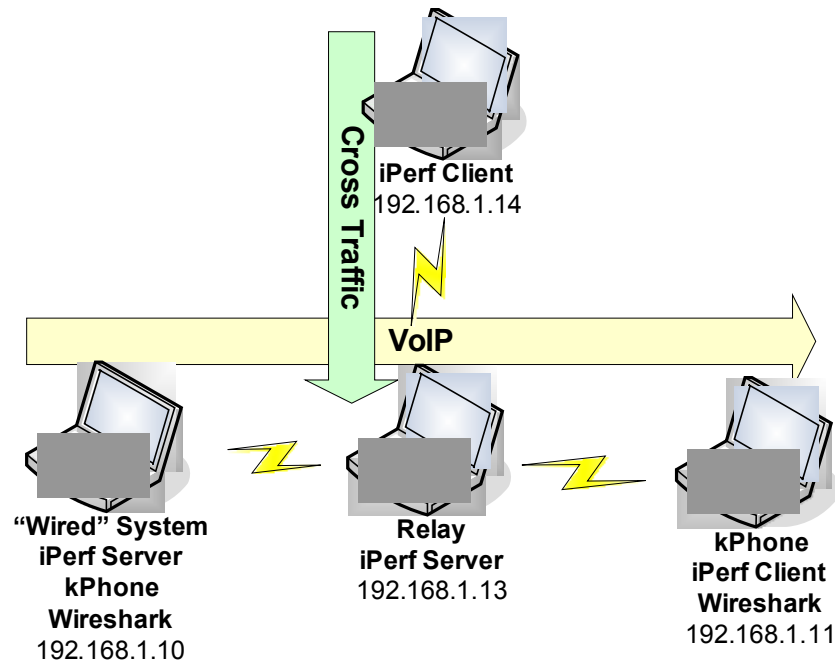 Cross Traffic
iPerf Client
192.168.1.14
VoIP
“Wired” System
iPerf Server
kPhone
Wireshark
192.168.1.10
Relay
iPerf Server
192.168.1.13
kPhone
iPerf Client
Wireshark
192.168.1.11